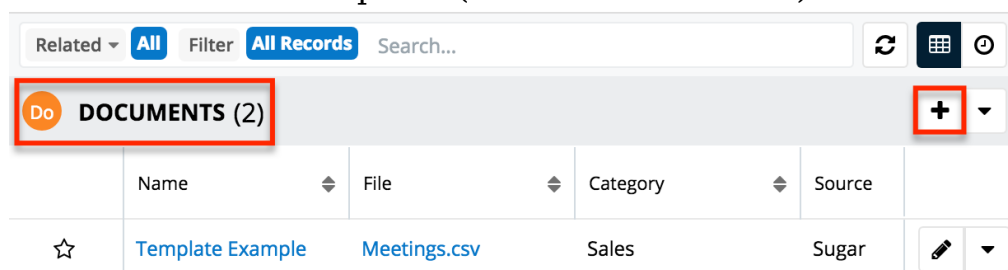 Related All Filter All Records Search...
Do DOCUMENTS (2)
Name File Category Source
Template Example Meetings.csv Sales Sugar